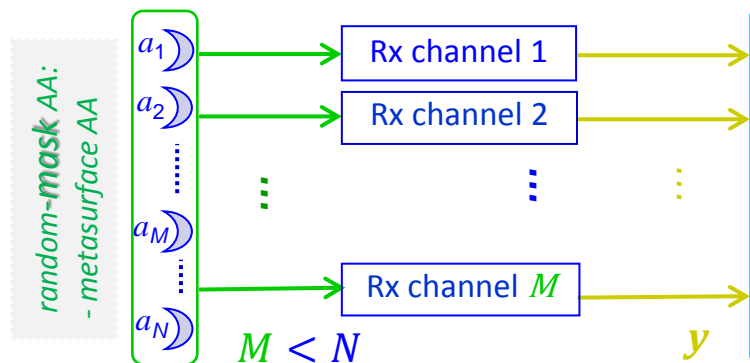 random-mask AA:
- metasurface AA
a1
a2
aM
aN
Rx channel 1
Rx channel 2
...
...
...
Rx channel M
M < N
y